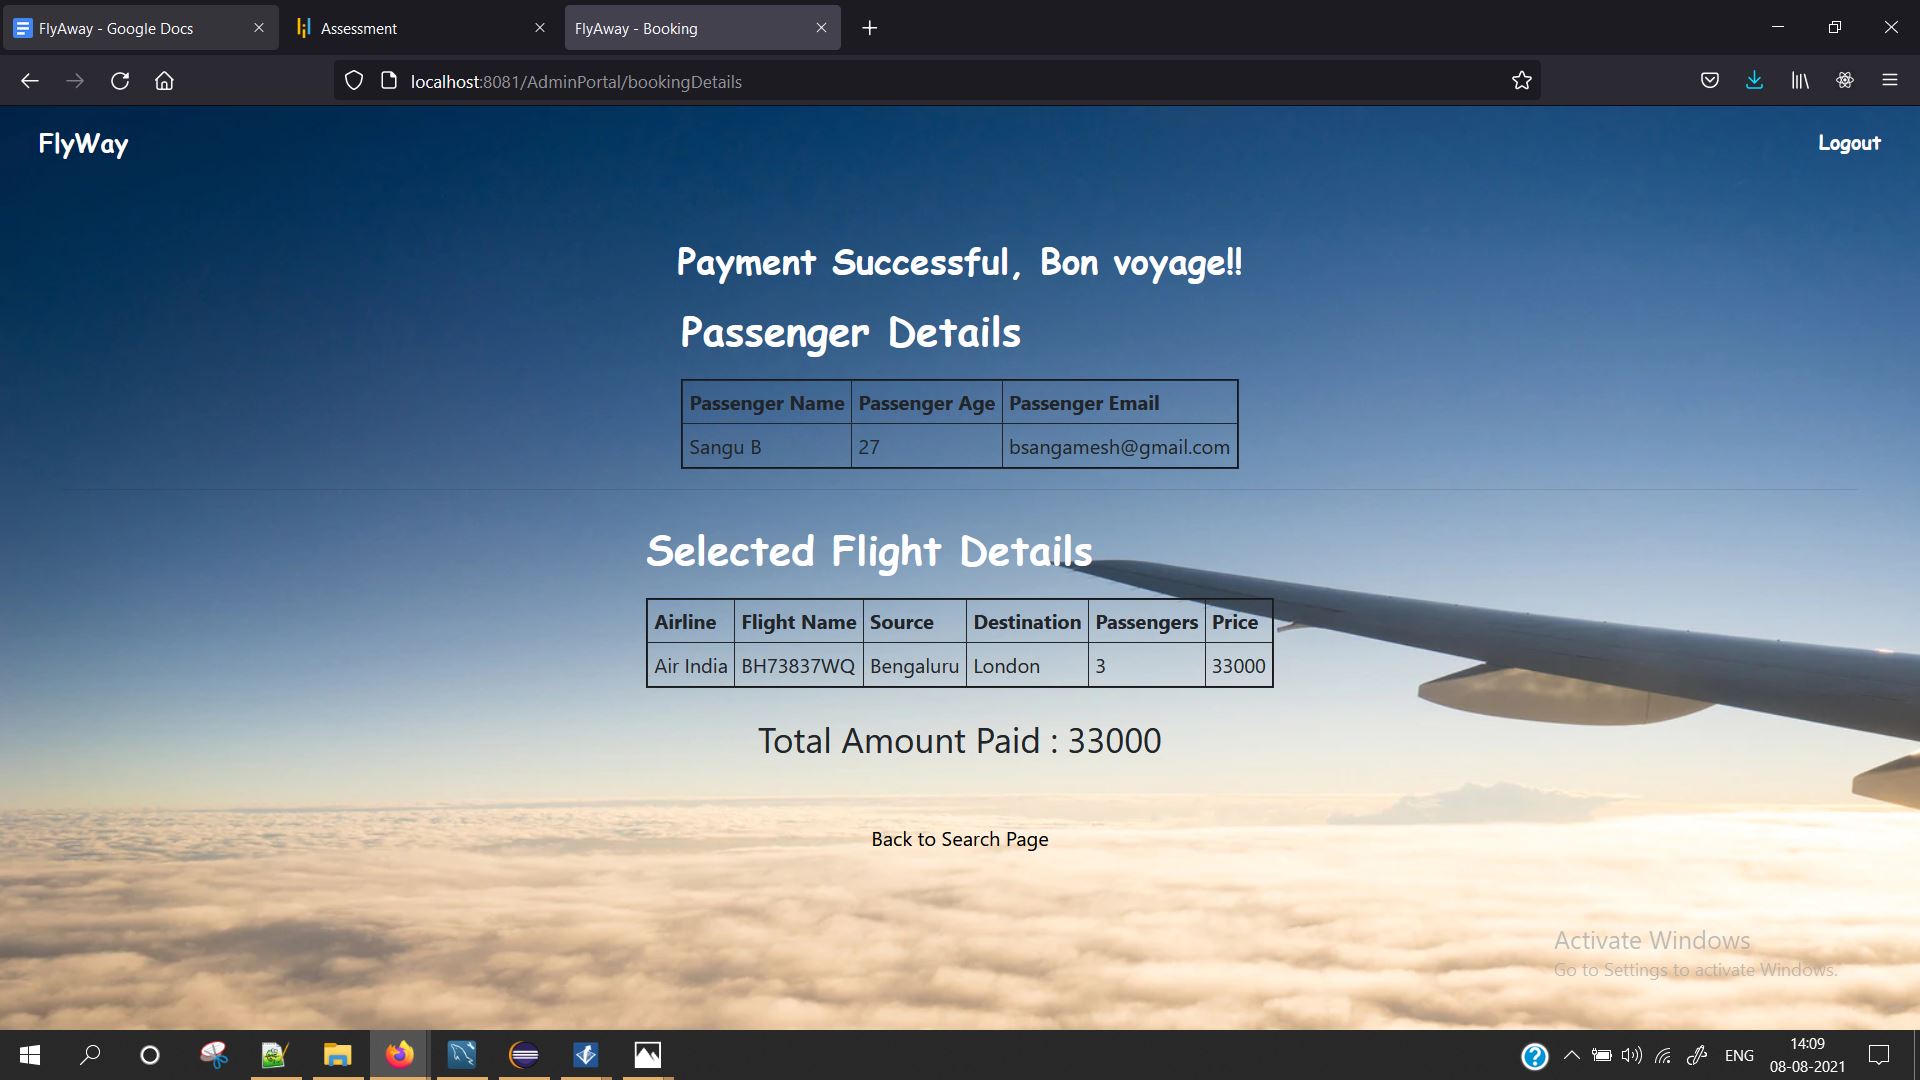 FlyAway - Google Docs
Assessment
FlyAway - Booking
localhost:8081/AdminPortal/bookingDetails
FlyWay
Logout
Payment Successful, Bon voyage!!
Passenger Details
Passenger Name Passenger Age Passenger Email
Sangu B 27 bsangamesh@gmail.com
Selected Flight Details
Airline Flight Name Source Destination Passengers Price
Air India BH73837WQ Bengaluru London 3 33000
Total Amount Paid : 33000
Back to Search Page
Activate Windows
Go to Settings to activate Windows.
ENG
14:09
08-08-2021